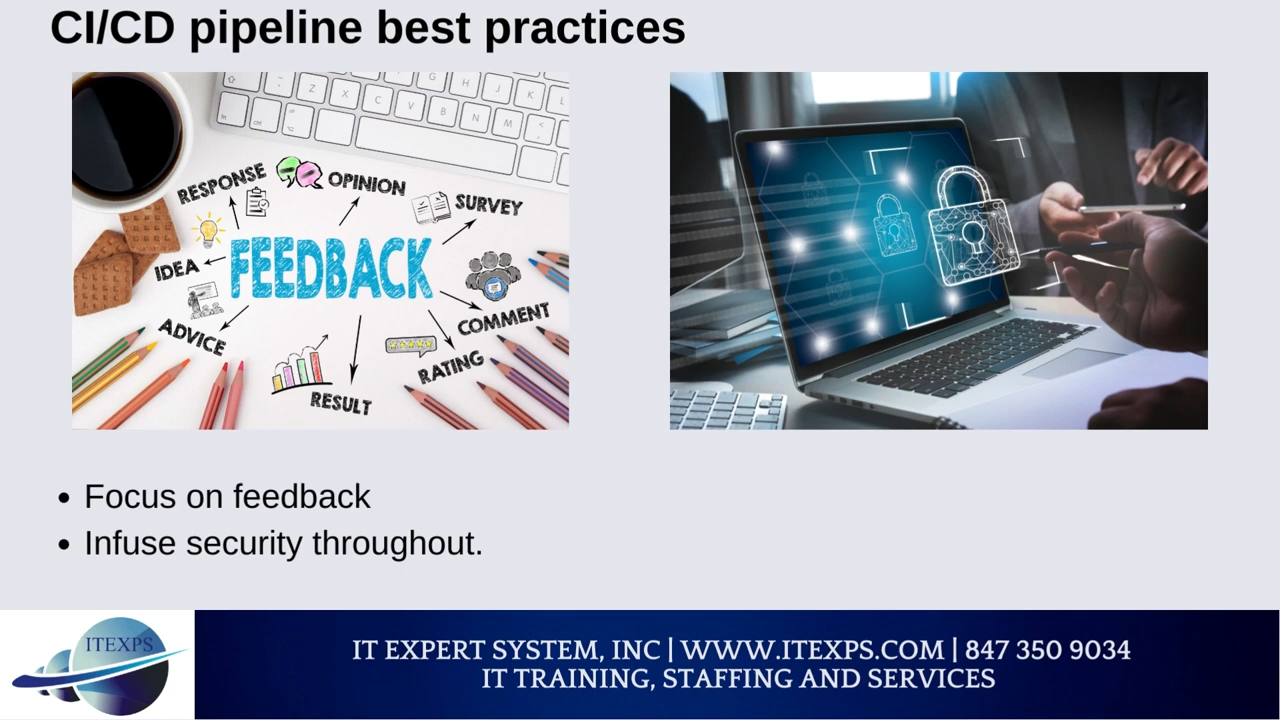 CI/CD pipeline best practices
RESPONSE
OPINION
SURVEY
IDEA
FEEDBACK
ADVICE
COMMENT
RATING
RESULT
• Focus on feedback
• Infuse security throughout.
ITEXPS
IT EXPERT SYSTEM, INC | WWW.ITEXPS.COM | 847 350 9034
IT TRAINING, STAFFING AND SERVICES